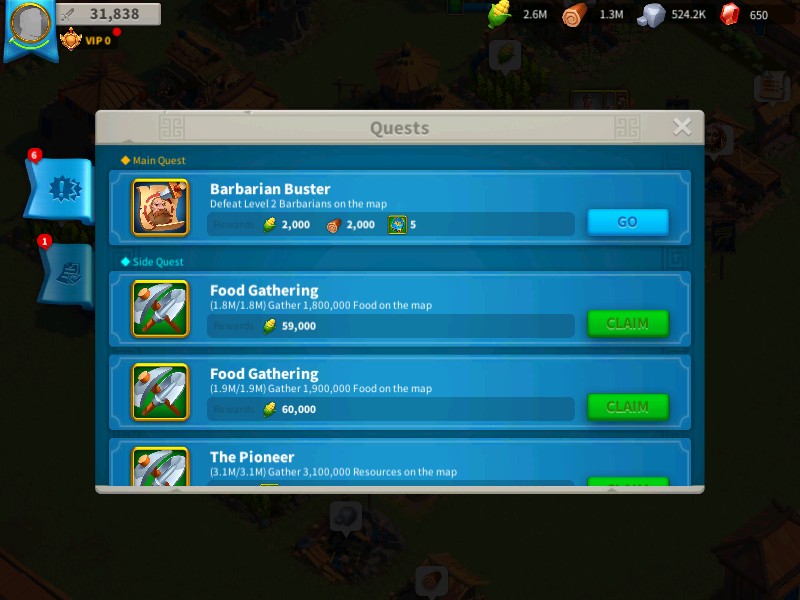 31,838
2.6M
1.3M
524.2K
650
VIP 0
Quests
6
Main Quest
Barbarian Buster
Defeat Level 2 Barbarians on the map
Rewards 2,000 2,000 5
GO
1
Side Quest
Food Gathering
(1.8M/1.8M) Gather 1,800,000 Food on the map
Rewards 59,000
CLAIM
Food Gathering
(1.9M/1.9M) Gather 1,900,000 Food on the map
Rewards 60,000
CLAIM
The Pioneer
(3.1M/3.1M) Gather 3,100,000 Resources on the map